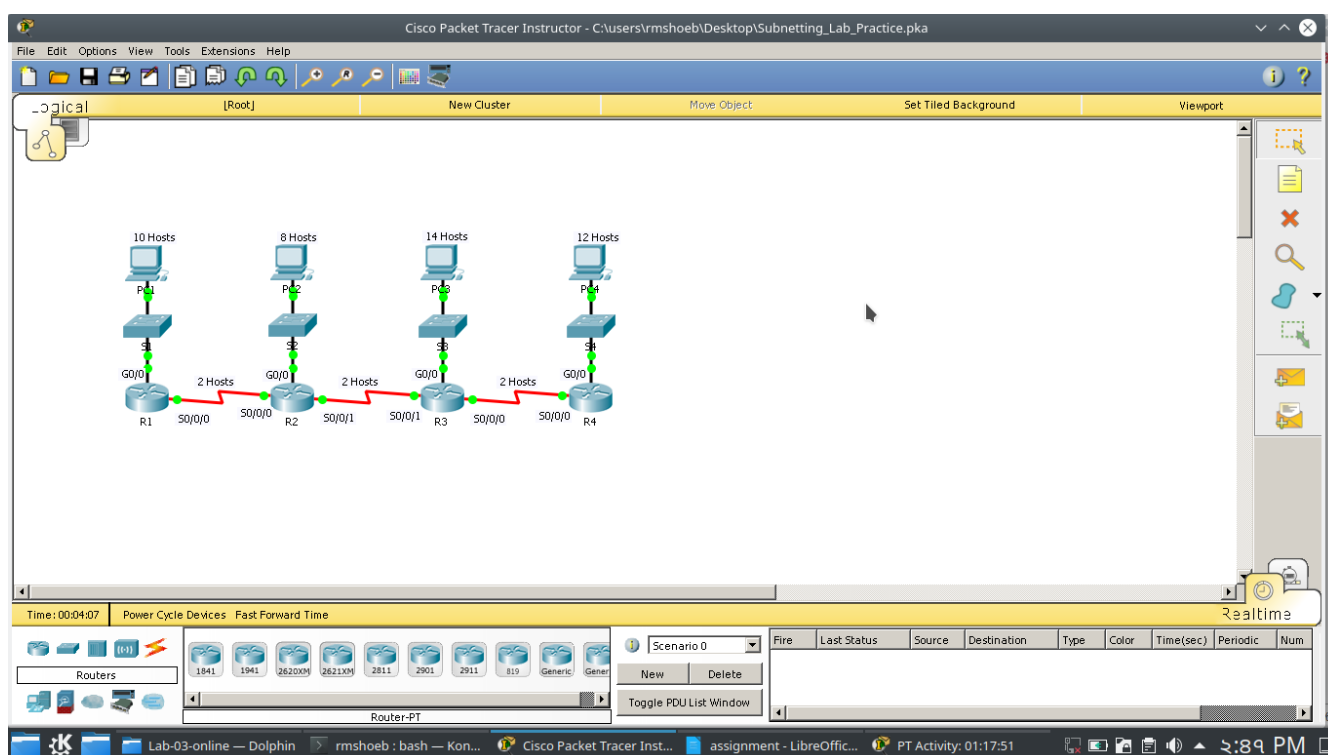 Cisco Packet Tracer Instructor - C:\users\rmshoeb\Desktop\Subnetting_Lab_Practice.pka
File Edit Options View Tools Extensions Help
Logical [Root] New Cluster Move Object Set Tiled Background Viewport
10 Hosts 8 Hosts 14 Hosts 12 Hosts
PC1 PC2 PC3 PC4
S1 S2 S3 S4
G0/0 G0/0 G0/0 G0/0
2 Hosts 2 Hosts 2 Hosts
R1 S0/0/0 S0/0/0 R2 S0/0/1 S0/0/1 R3 S0/0/0 S0/0/0 R4
Time: 00:04:07 Power Cycle Devices Fast Forward Time Realtime
Routers
1841 1941 2620XM 2621XM 2811 2901 2911 819 Generic Gener
Router-PT
Scenario 0
New Delete
Toggle PDU List Window
Fire Last Status Source Destination Type Color Time(sec) Periodic Num
Lab-03-online — Dolphin rmshoeb : bash — Kon... Cisco Packet Tracer Inst... assignment - LibreOffic... PT Activity: 01:17:51 PM